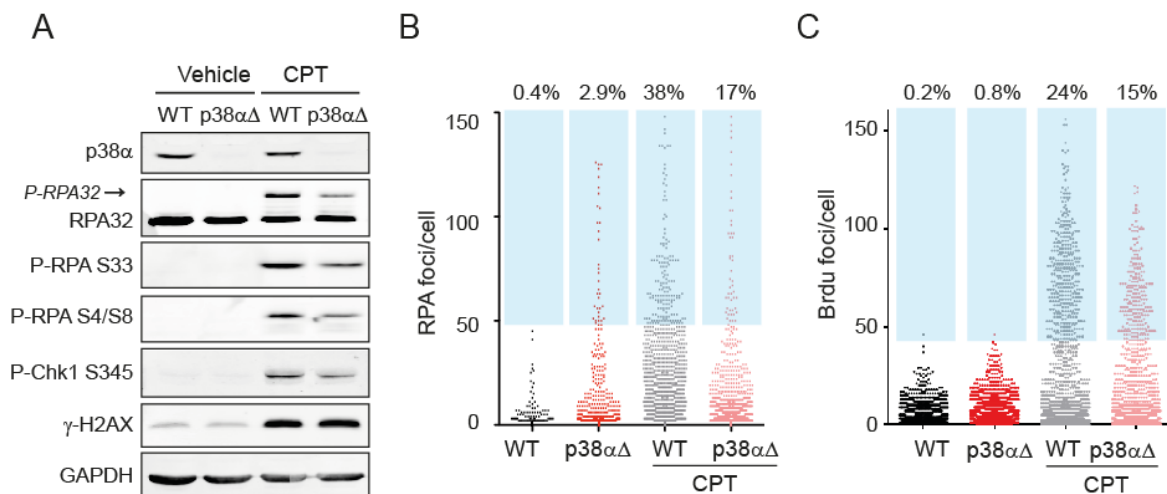 A
Vehicle CPT
WT p38αΔ WT p38αΔ
p38α
P-RPA32 →
RPA32
P-RPA S33
P-RPA S4/S8
P-Chk1 S345
γ-H2AX
GAPDH
B
0.4% 2.9% 38% 17%
150
100
50
0
RPA foci/cell
WT p38αΔ WT p38αΔ
CPT
C
0.2% 0.8% 24% 15%
150
100
50
0
Brdu foci/cell
WT p38αΔ WT p38αΔ
CPT